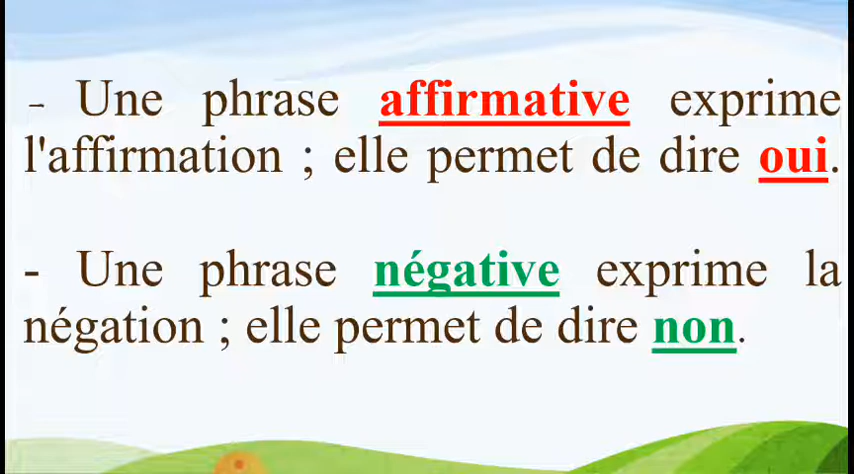 - Une phrase affirmative exprime
l'affirmation ; elle permet de dire oui.
- Une phrase négative exprime la
négation ; elle permet de dire non.